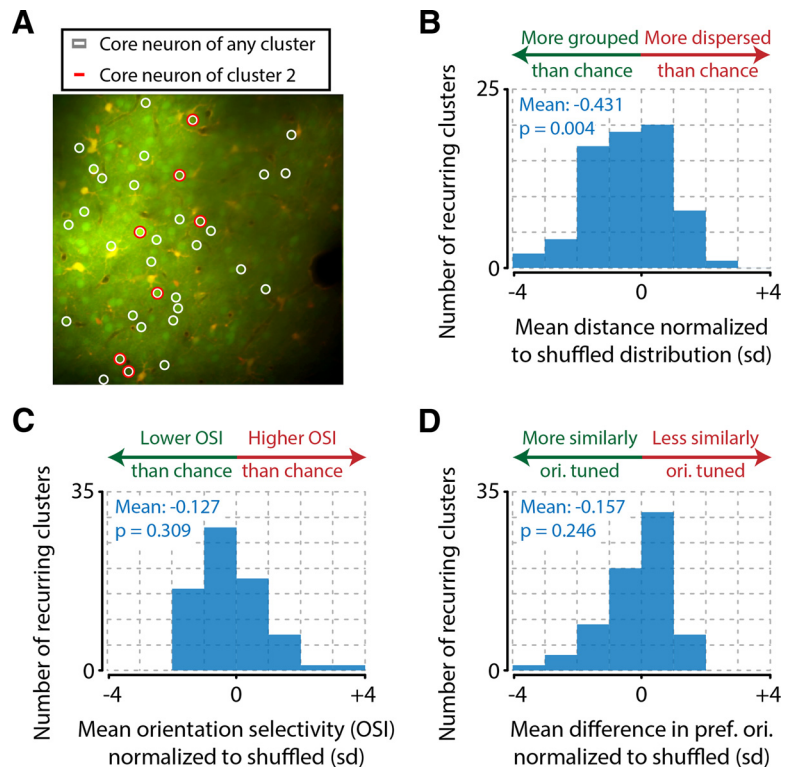 A
Core neuron of any cluster
Core neuron of cluster 2
B
More grouped More dispersed
than chance than chance
Number of recurring clusters
25
Mean: -0.431
p = 0.004
0
-4 0 +4
Mean distance normalized
to shuffled distribution (sd)
C
Lower OSI Higher OSI
than chance than chance
Number of recurring clusters
35
Mean: -0.127
p = 0.309
0
-4 0 +4
Mean orientation selectivity (OSI)
normalized to shuffled (sd)
D
More similarly Less similarly
ori. tuned ori. tuned
Number of recurring clusters
35
Mean: -0.157
p = 0.246
0
-4 0 +4
Mean difference in pref. ori.
normalized to shuffled (sd)